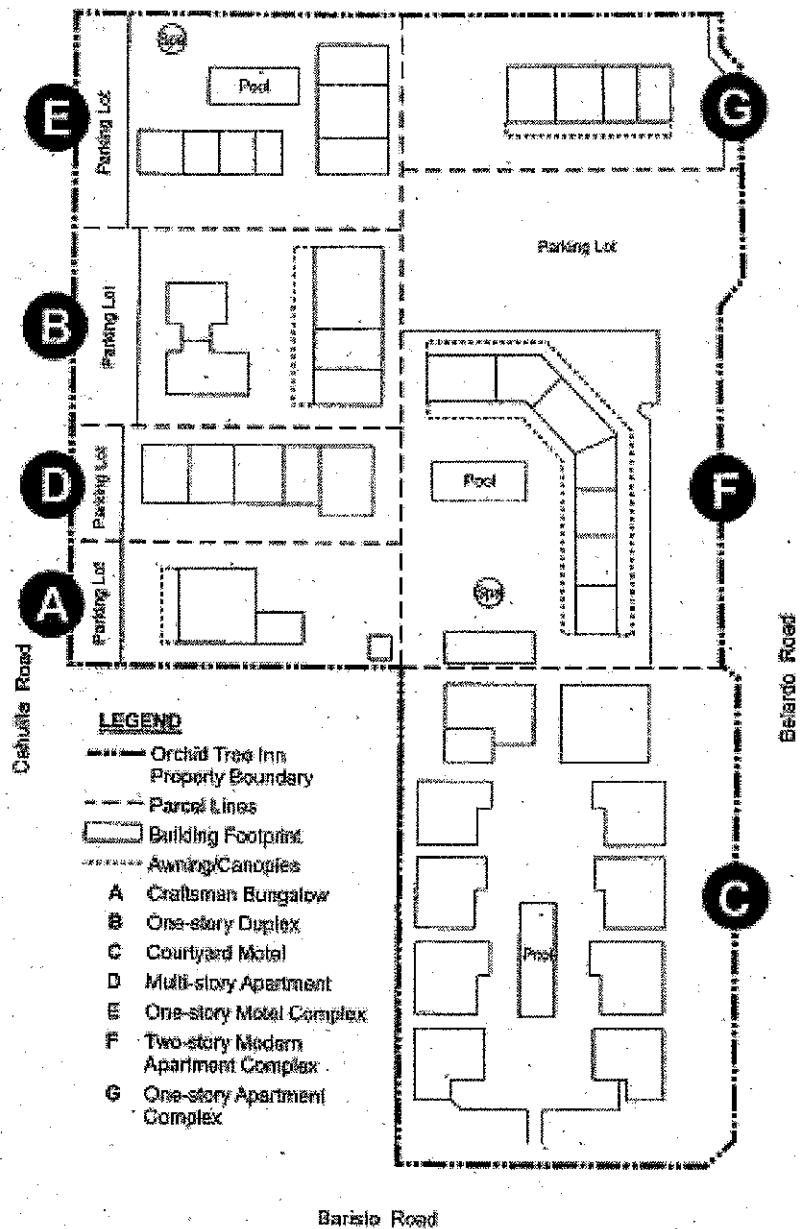 Spa
Pool
E
Parking Lot
G
Parking Lot
B
Parking Lot
D
Parking Lot
Pool
F
A
Parking Lot
Spa
Cahuilla Road
Belardo Road
LEGEND
Orchid Tree Inn
Property Boundary
Parcel Lines
Building Footprint
Awning/Canopies
A Craftsman Bungalow
B One-story Duplex
C Courtyard Motel
D Multi-story Apartment
E One-story Motel Complex
F Two-story Modern
Apartment Complex
G One-story Apartment
Complex
C
Pool
Baristo Road